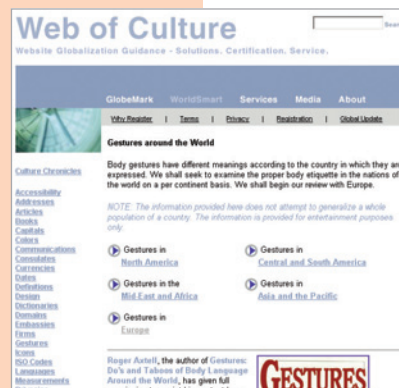 Web of Culture
Website Globalization Guidance - Solutions. Certification. Service.
GlobeMark WorldSmart Services Media About
Why Register | Terms | Privacy | Registration | Global Update
Gestures around the World
Body gestures have different meanings according to the country in which they are
expressed. We shall seek to examine the proper body etiquette in the nations of
the world on a per continent basis. We shall begin our review with Europe.
NOTE: The information provided here does not attempt to generalize a whole
population of a country. The information is provided for entertainment purposes
only.
Gestures in
North America
Gestures in
Central and South America
Gestures in the
Mid East and Africa
Gestures in
Asia and the Pacific
Gestures in
Europe
Culture Chronicles
Accessibility
Addresses
Articles
Books
Capitals
Colors
Communications
Consulates
Currencies
Dates
Definitions
Design
Dictionaries
Domains
Embassies
Firms
Gestures
Icons
ISO Codes
Languages
Measurements
Roger Axtell, the author of Gestures:
Do's and Taboos of Body Language
Around the World, has given full
GESTURES